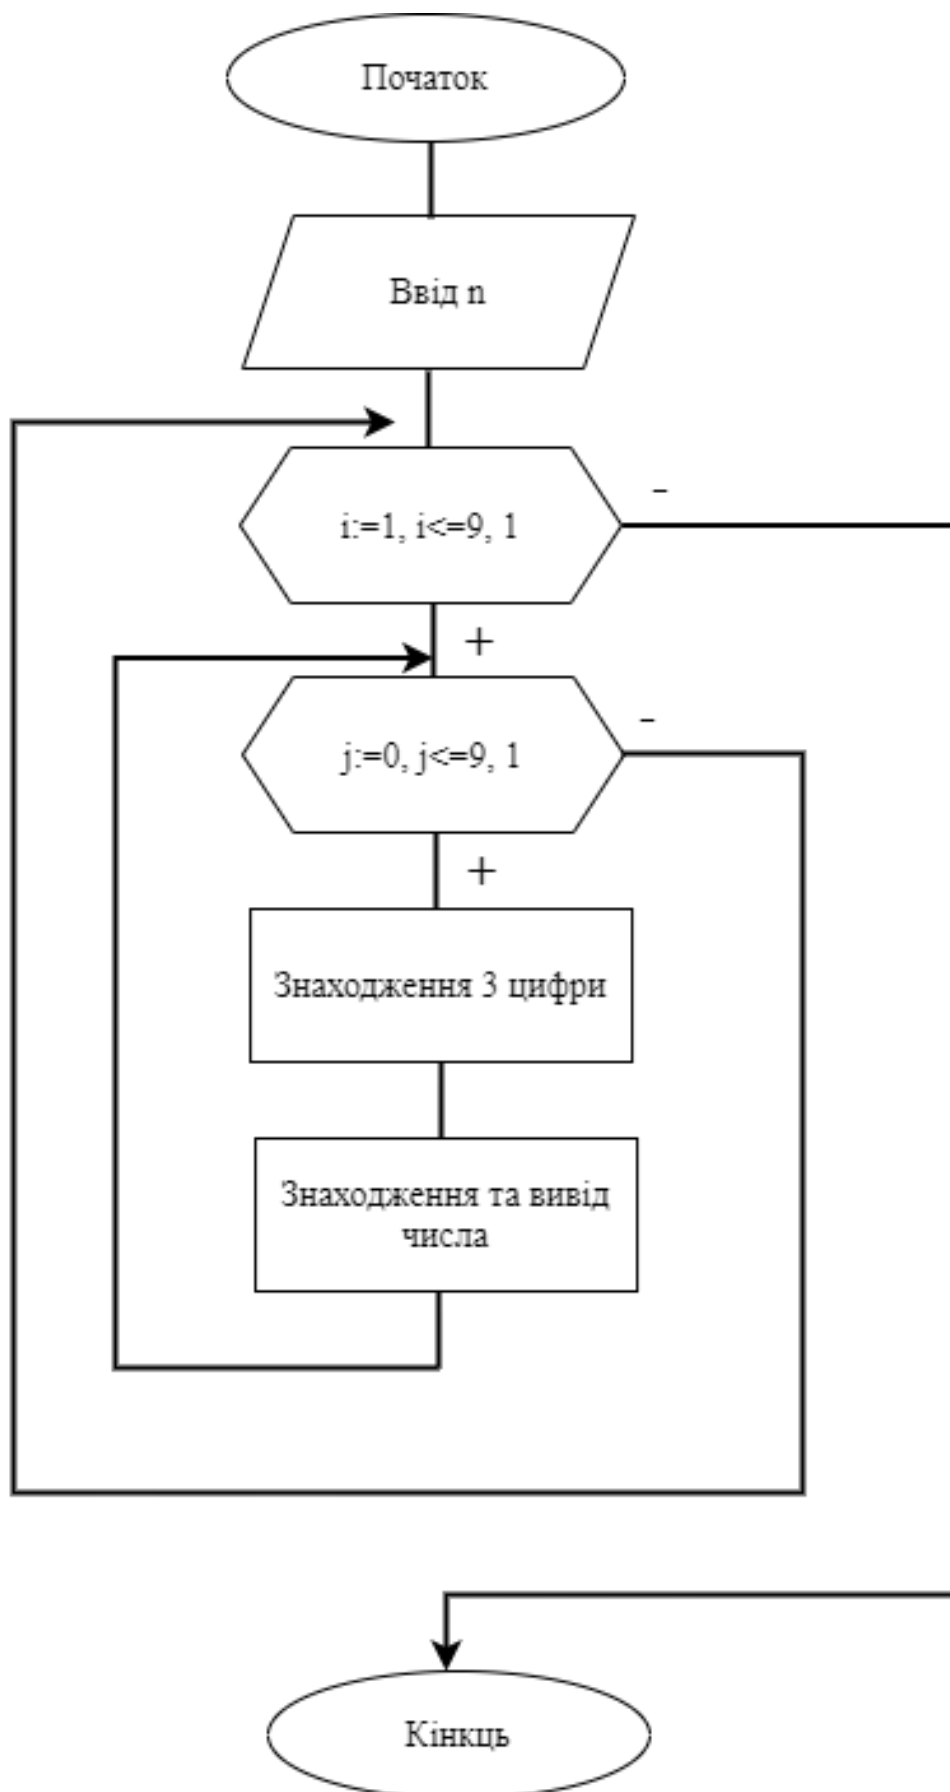 Початок
Ввід n
-
i:=1, i<=9, 1
+
-
j:=0, j<=9, 1
+
Знаходження 3 цифри
Знаходження та вивід
числа
Кінкць